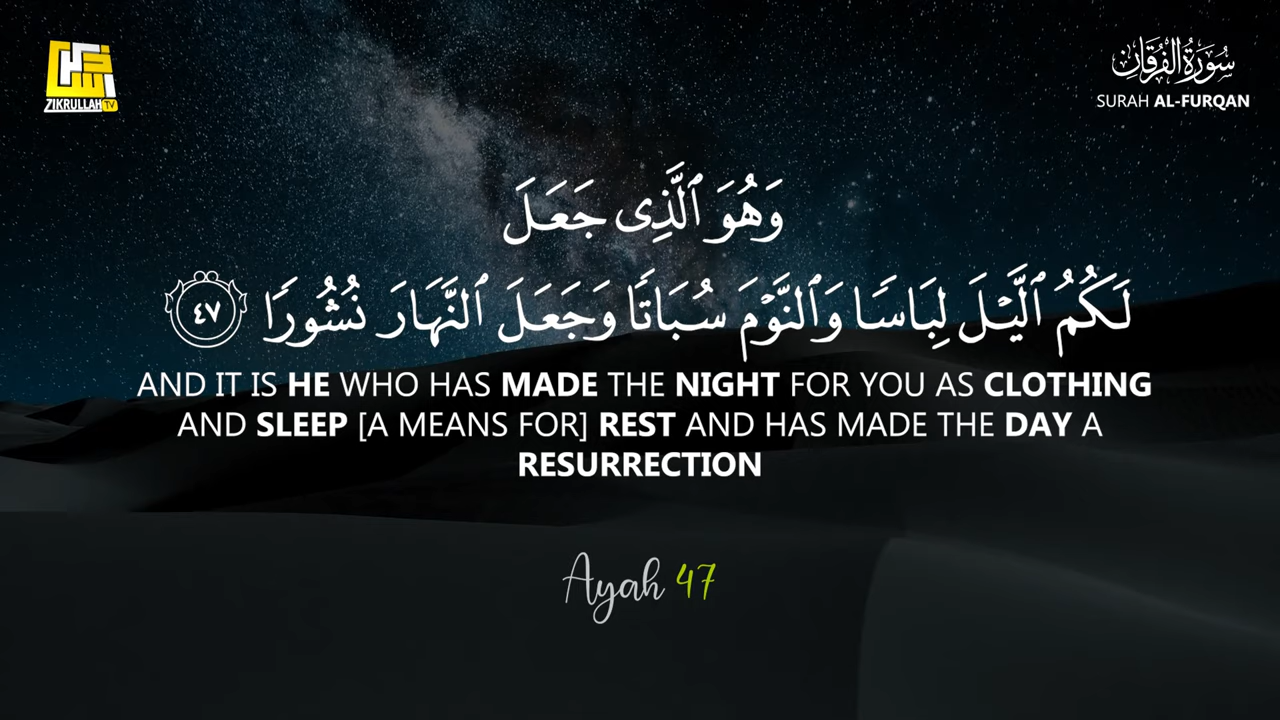 ZIKRULLAH TV
سُورَةُ الفُرْقَان
SURAH AL-FURQAN
وَهُوَ ٱلَّذِى جَعَلَ
لَكُمُ ٱلَّيْلَ لِبَاسًا وَٱلنَّوْمَ سُبَاتًا وَجَعَلَ ٱلنَّهَارَ نُشُورًا ٤٧
AND IT IS HE WHO HAS MADE THE NIGHT FOR YOU AS CLOTHING
AND SLEEP [A MEANS FOR] REST AND HAS MADE THE DAY A
RESURRECTION
Ayah 47